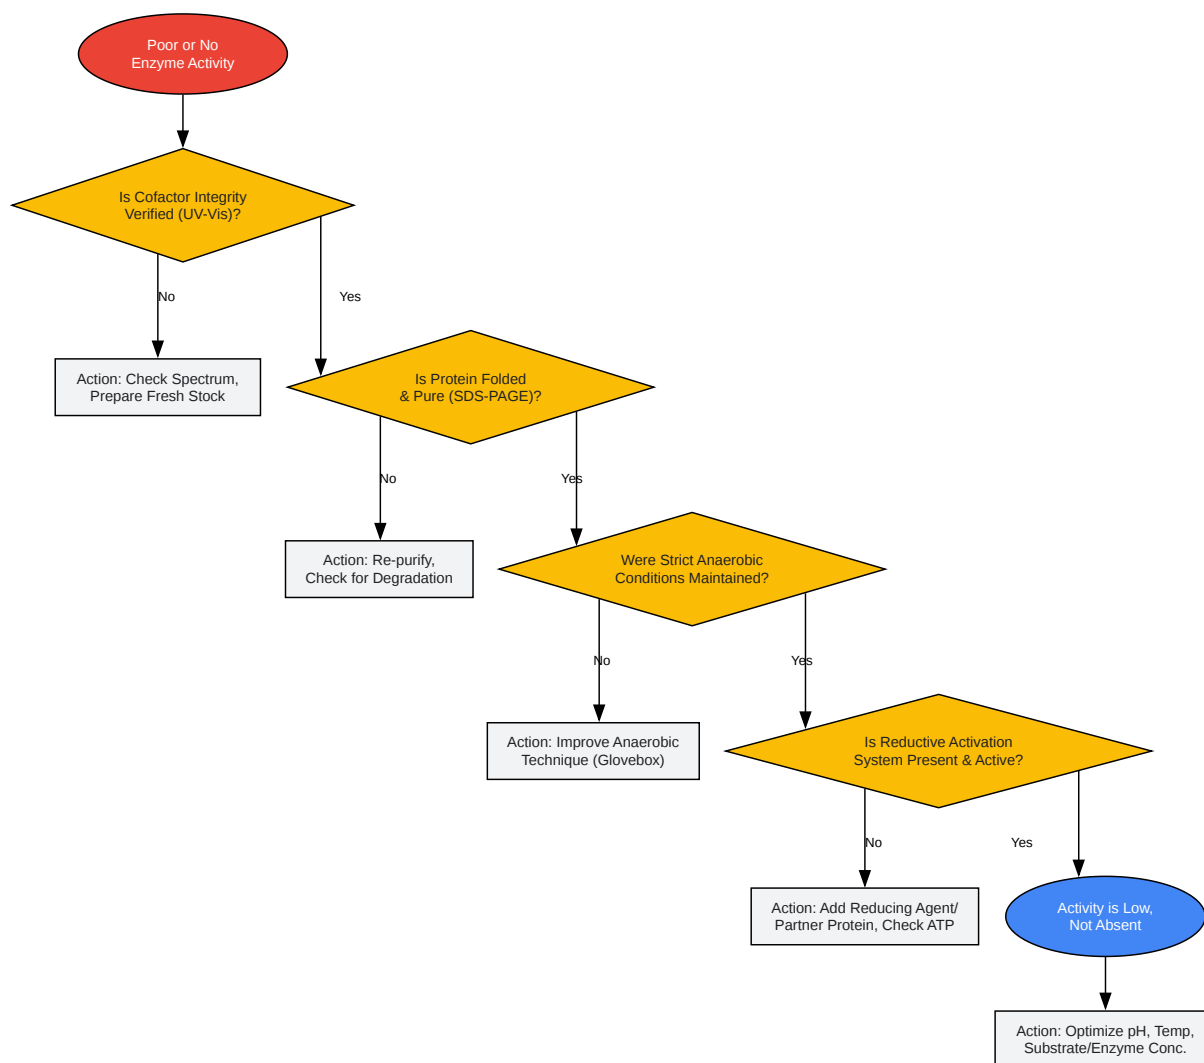 Poor or No
Enzyme Activity
Is Cofactor Integrity
Verified (UV-Vis)?
No
Yes
Action: Check Spectrum,
Prepare Fresh Stock
Is Protein Folded
& Pure (SDS-PAGE)?
No
Yes
Action: Re-purify,
Check for Degradation
Were Strict Anaerobic
Conditions Maintained?
No
Yes
Action: Improve Anaerobic
Technique (Glovebox)
Is Reductive Activation
System Present & Active?
No
Yes
Action: Add Reducing Agent/
Partner Protein, Check ATP
Activity is Low,
Not Absent
Action: Optimize pH, Temp,
Substrate/Enzyme Conc.